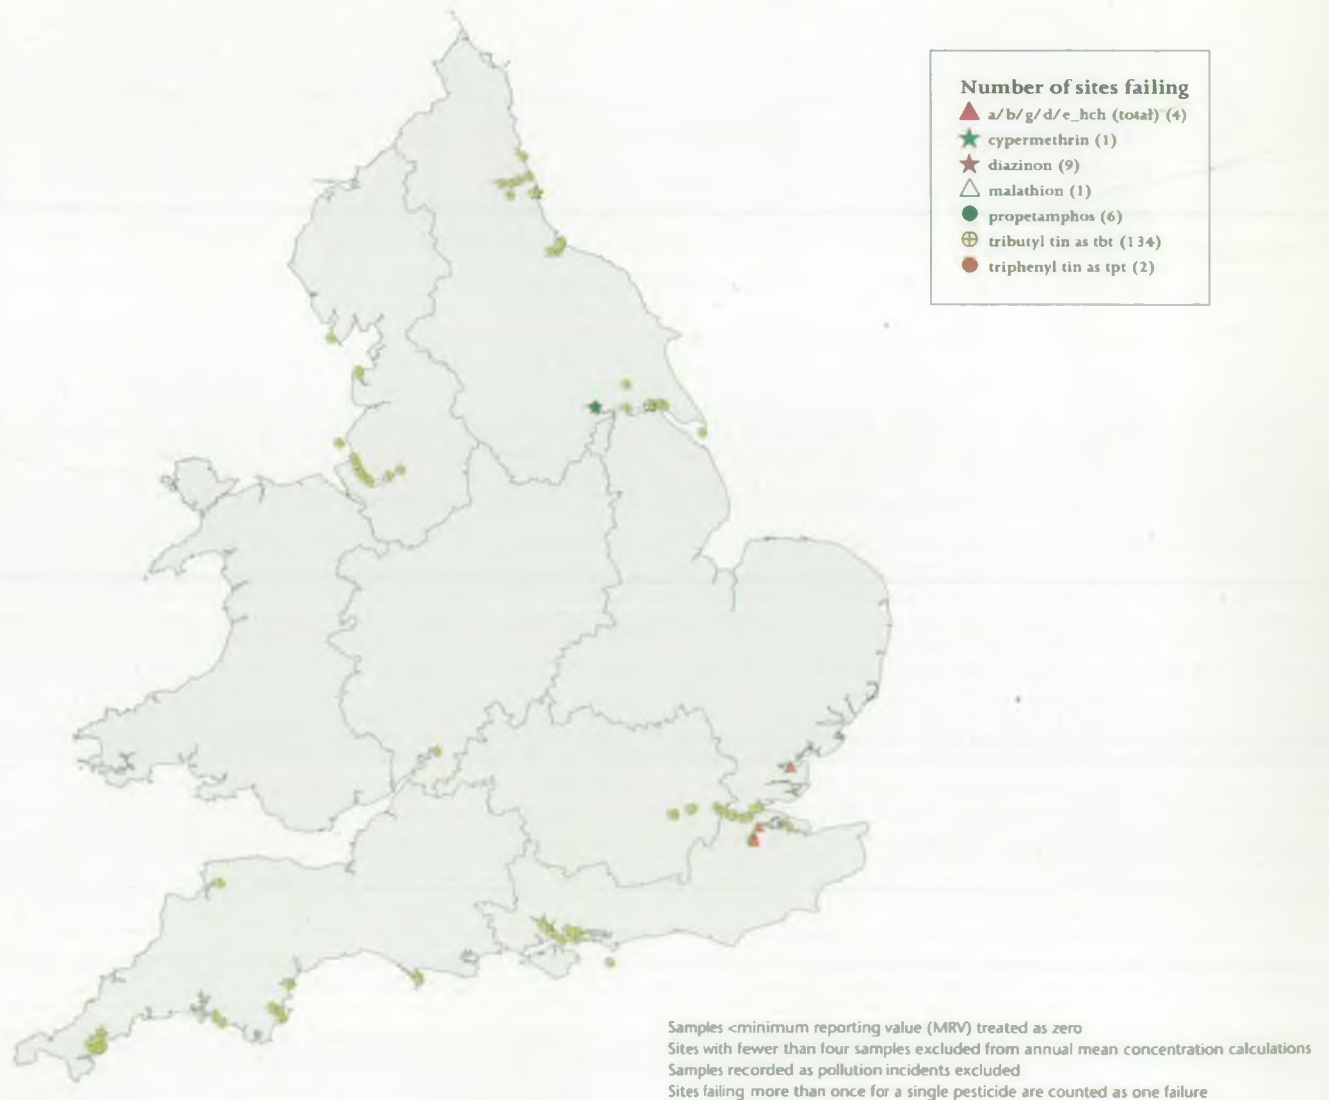 Number of sites failing
a/b/g/d/e_hch (total) (4)
cypermethrin (1)
diazinon (9)
malathion (1)
propetamphos (6)
tributyl tin as tbt (134)
triphenyl tin as tpt (2)
Samples <minimum reporting value (MRV) treated as zero
Sites with fewer than four samples excluded from annual mean concentration calculations
Samples recorded as pollution incidents excluded
Sites failing more than once for a single pesticide are counted as one failure